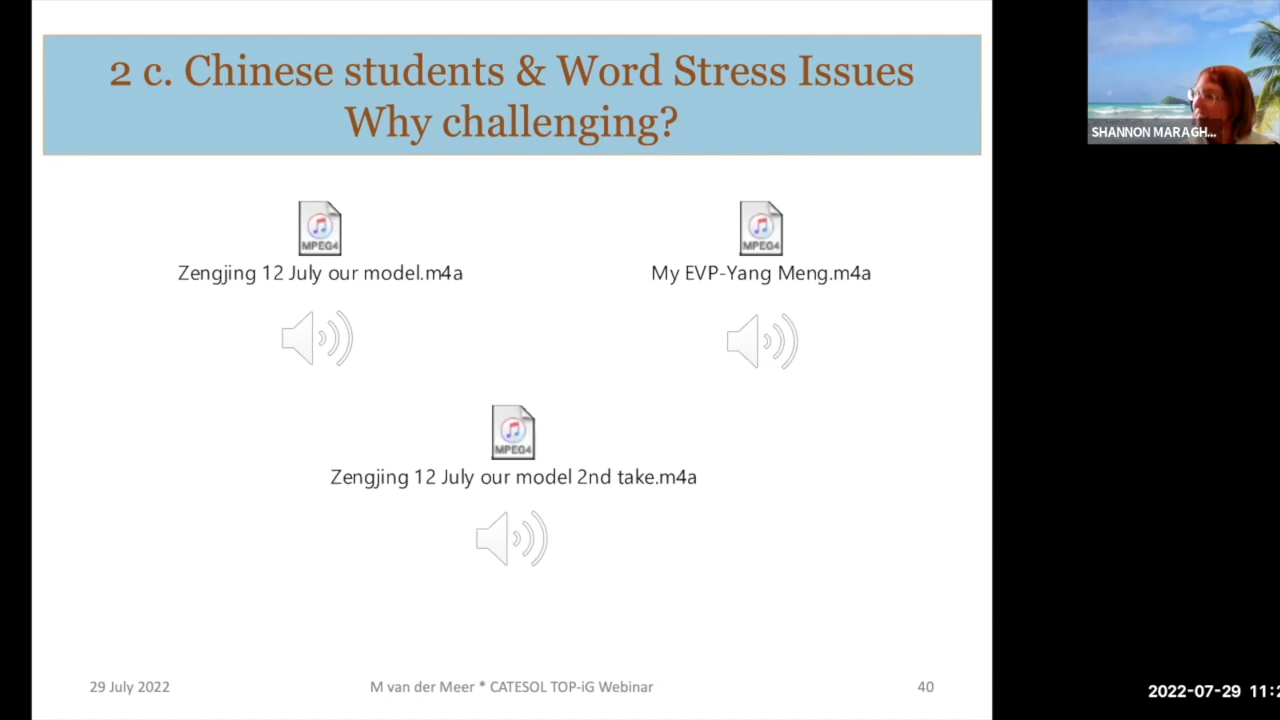 2 c. Chinese students & Word Stress Issues
Why challenging?
SHANNON MARAGH...
MPEG4
Zengjing 12 July our model.m4a
MPEG4
My EVP-Yang Meng.m4a
MPEG4
Zengjing 12 July our model 2nd take.m4a
29 July 2022
M van der Meer * CATESOL TOP-iG Webinar
40
2022-07-29 11:2